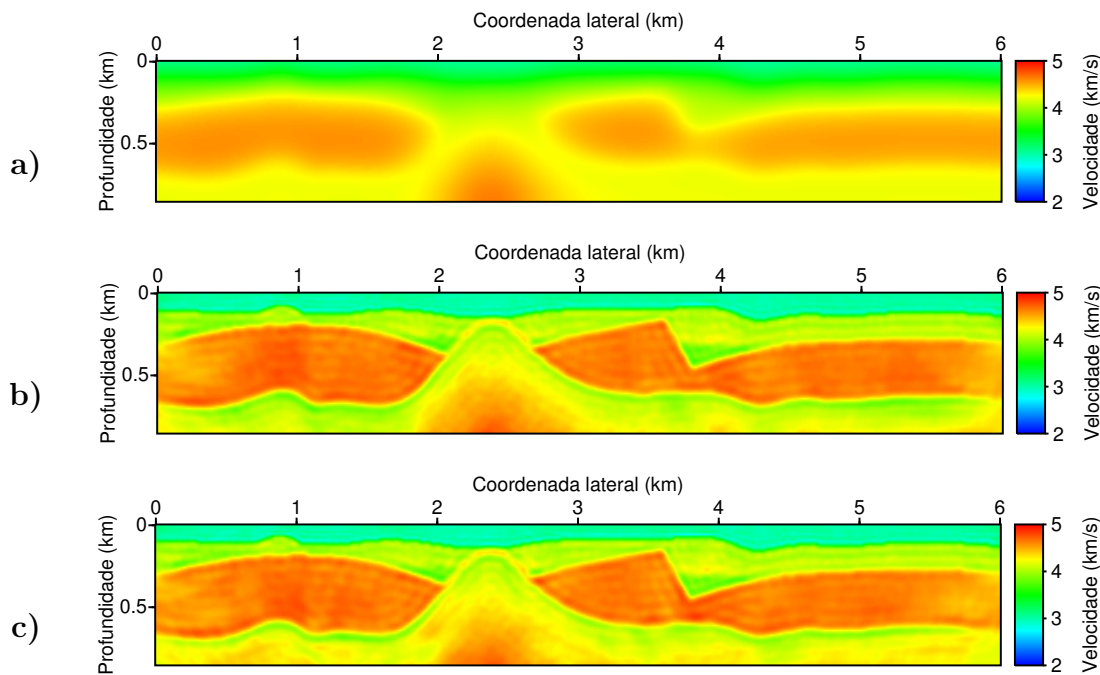 Coordenada lateral (km)
0 1 2 3 4 5 6
Profundidade (km)
0
0.5
5
4
3
2
Velocidade (km/s)
a)
Coordenada lateral (km)
0 1 2 3 4 5 6
Profundidade (km)
0
0.5
5
4
3
2
Velocidade (km/s)
b)
Coordenada lateral (km)
0 1 2 3 4 5 6
Profundidade (km)
0
0.5
5
4
3
2
Velocidade (km/s)
c)